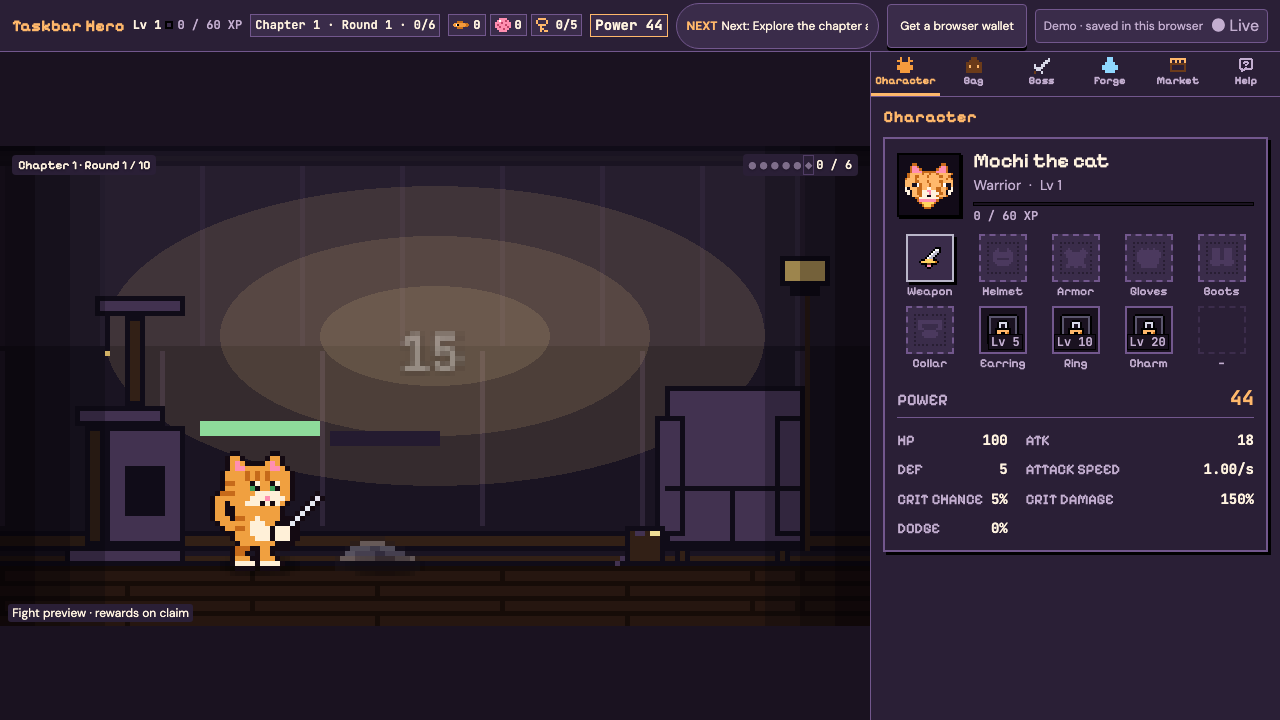 Taskbar Hero Lv 1 0 / 60 XP Chapter 1 · Round 1 · 0/6 0 0 0/5 Power 44 NEXT Next: Explore the chapter Get a browser wallet Demo · saved in this browser Live
Character Bag Boss Forge Market Help
Character
Chapter 1 · Round 1 / 10
0 / 6
Mochi the cat
Warrior · Lv 1
0 / 60 XP
Weapon Helmet Armor Gloves Boots
Lv 5 Lv 10 Lv 20
Collar Earring Ring Charm -
15
POWER 44
HP 100 ATK 18
DEF 5 ATTACK SPEED 1.00/s
CRIT CHANCE 5% CRIT DAMAGE 150%
DODGE 0%
Fight preview · rewards on claim